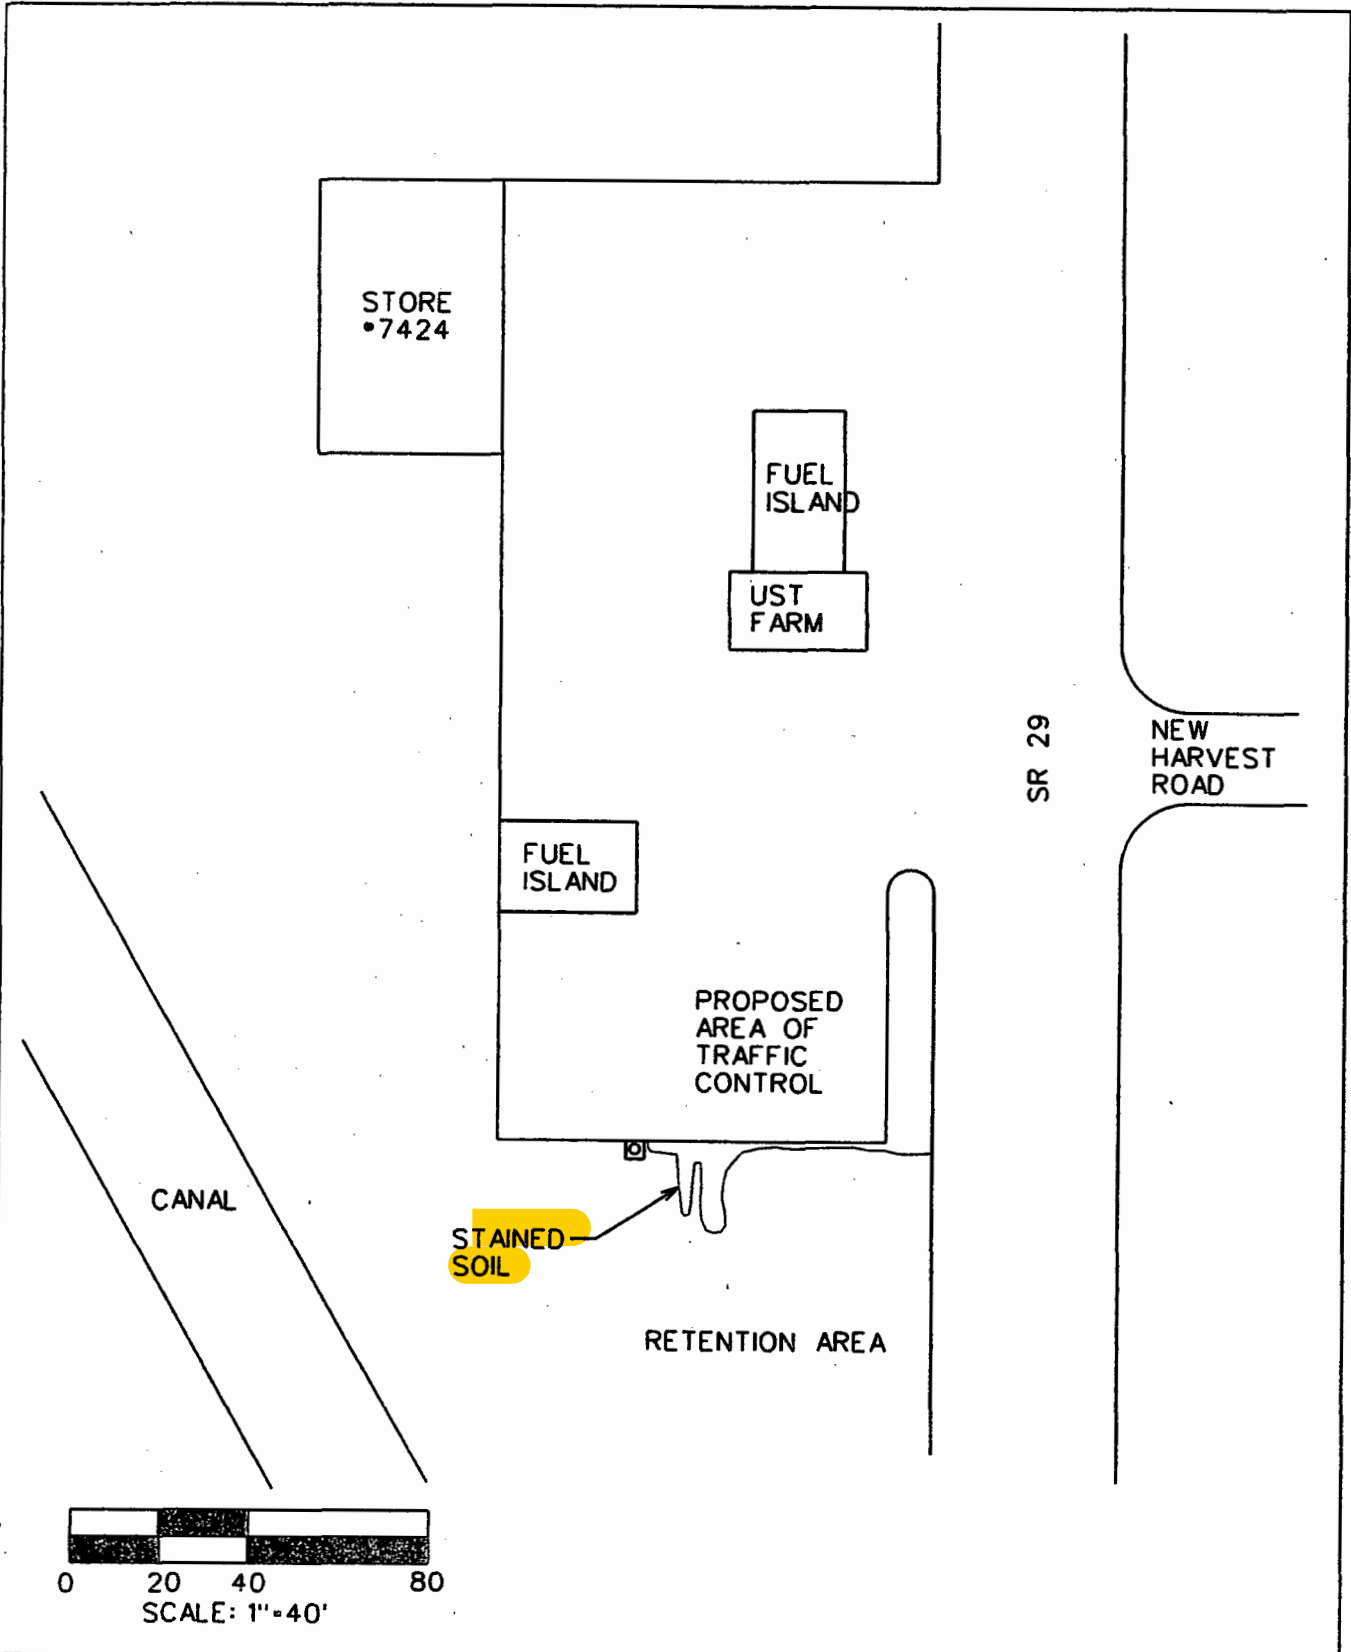 STORE
•7424
FUEL
ISLAND
UST
FARM
SR 29
NEW
HARVEST
ROAD
FUEL
ISLAND
PROPOSED
AREA OF
TRAFFIC
CONTROL
CANAL
STAINED
SOIL
RETENTION AREA
0 20 40 80
SCALE: 1"=40'